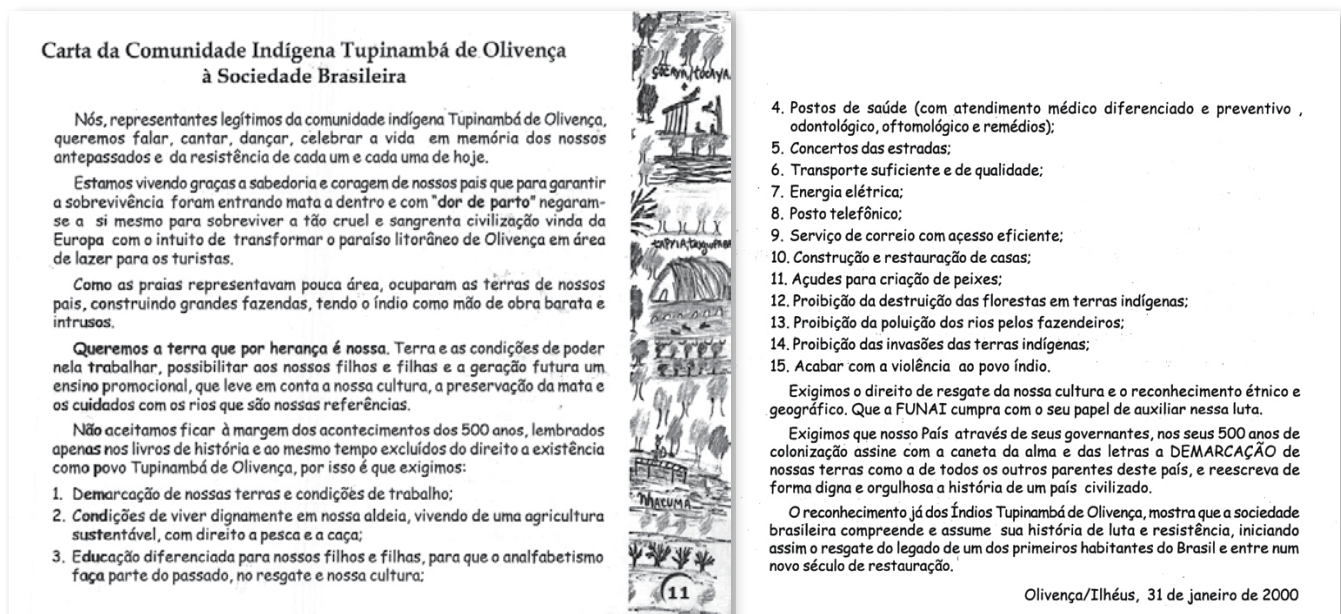 Carta da Comunidade Indígena Tupinambá de Olivença
à Sociedade Brasileira
Nós, representantes legítimos da comunidade indígena Tupinambá de Olivença,
queremos falar, cantar, dançar, celebrar a vida em memória dos nossos
antepassados e da resistência de cada um e cada uma de hoje.
Estamos vivendo graças a sabedoria e coragem de nossos pais que para garantir
a sobrevivência foram entrando mata a dentro e com "dor de parto" negaram-
se a si mesmo para sobreviver a tão cruel e sangrenta civilização vinda da
Europa com o intuito de transformar o paraíso litorâneo de Olivença em área
de lazer para os turistas.
Como as praias representavam pouca área, ocuparam as terras de nossos
pais, construindo grandes fazendas, tendo o índio como mão de obra barata e
intrusos.
Queremos a terra que por herança é nossa. Terra e as condições de poder
nela trabalhar, possibilitar aos nossos filhos e filhas e a geração futura um
ensino promocional, que leve em conta a nossa cultura, a preservação da mata e
os cuidados com os rios que são nossas referências.
Não aceitamos ficar à margem dos acontecimentos dos 500 anos, lembrados
apenas nos livros de história e ao mesmo tempo excluídos do direito a existência
como povo Tupinambá de Olivença, por isso é que exigimos:
1. Demarcação de nossas terras e condições de trabalho;
2. Condições de viver dignamente em nossa aldeia, vivendo de uma agricultura
sustentável, com direito a pesca e a caça;
3. Educação diferenciada para nossos filhos e filhas, para que o analfabetismo
faça parte do passado, no resgate e nossa cultura;
MACUMA
11
4. Postos de saúde (com atendimento médico diferenciado e preventivo ,
odontológico, oftomológico e remédios);
5. Concertos das estradas;
6. Transporte suficiente e de qualidade;
7. Energia elétrica;
8. Posto telefônico;
9. Serviço de correio com açesso eficiente;
10. Construção e restauração de casas;
11. Açudes para criação de peixes;
12. Proibição da destruição das florestas em terras indígenas;
13. Proibição da poluição dos rios pelos fazendeiros;
14. Proibição das invasões das terras indígenas;
15. Acabar com a violência ao povo índio.
Exigimos o direito de resgate da nossa cultura e o reconhecimento étnico e
geográfico. Que a FUNAI cumpra com o seu papel de auxiliar nessa luta.
Exigimos que nosso País através de seus governantes, nos seus 500 anos de
colonização assine com a caneta da alma e das letras a DEMARCAÇÃO de
nossas terras como a de todos os outros parentes deste país, e reescreva de
forma digna e orgulhosa a história de um país civilizado.
O reconhecimento já dos Índios Tupinambá de Olivença, mostra que a sociedade
brasileira compreende e assume sua história de luta e resistência, iniciando
assim o resgate do legado de um dos primeiros habitantes do Brasil e entre num
novo século de restauração.
Olivença/Ilhéus, 31 de janeiro de 2000